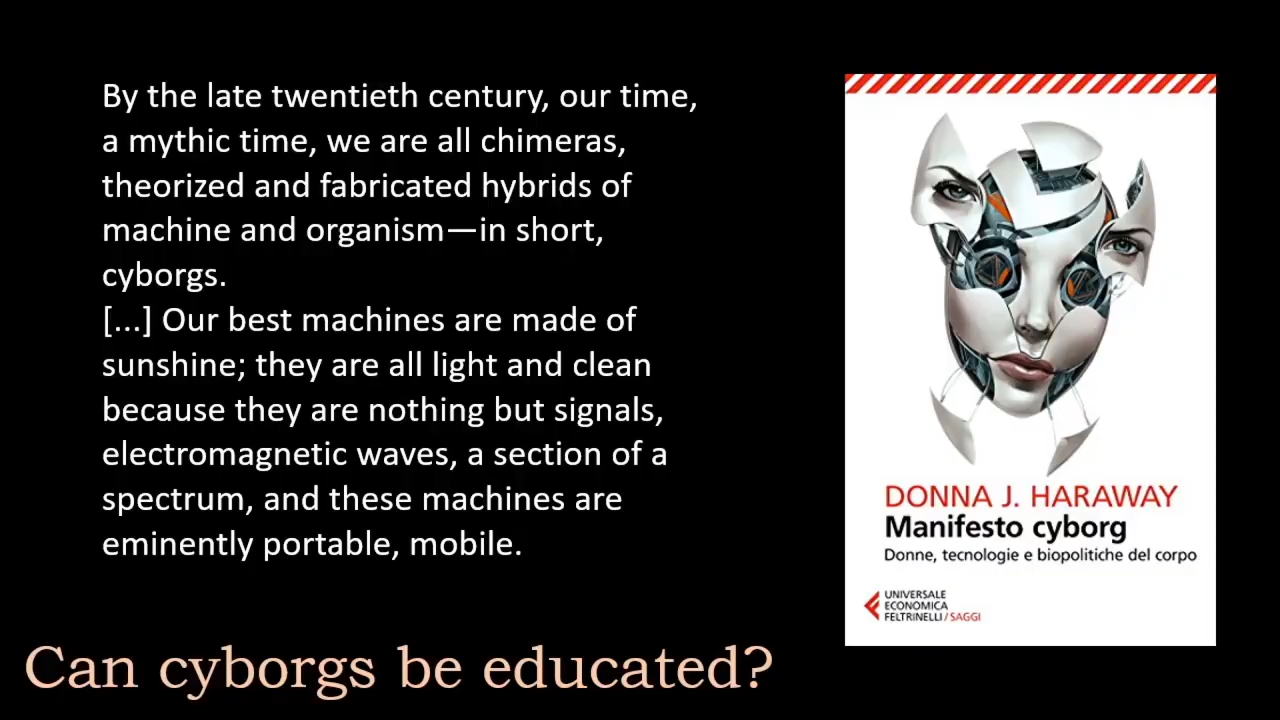 By the late twentieth century, our time,
a mythic time, we are all chimeras,
theorized and fabricated hybrids of
machine and organism—in short,
cyborgs.
[...] Our best machines are made of
sunshine; they are all light and clean
because they are nothing but signals,
electromagnetic waves, a section of a
spectrum, and these machines are
eminently portable, mobile.
DONNA J. HARAWAY
Manifesto cyborg
Donne, tecnologie e biopolitiche del corpo
UNIVERSALE
ECONOMICA
FELTRINELLI/SAGGI
Can cyborgs be educated?